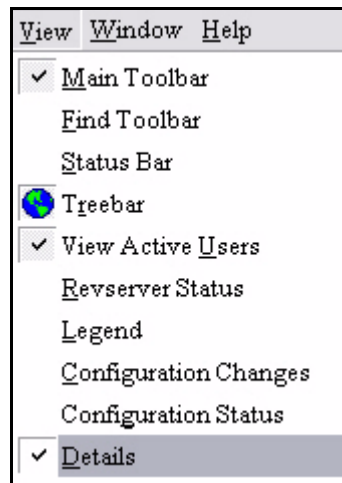 View Window Help
Main Toolbar
Find Toolbar
Status Bar
Treebar
View Active Users
Revserver Status
Legend
Configuration Changes
Configuration Status
Details